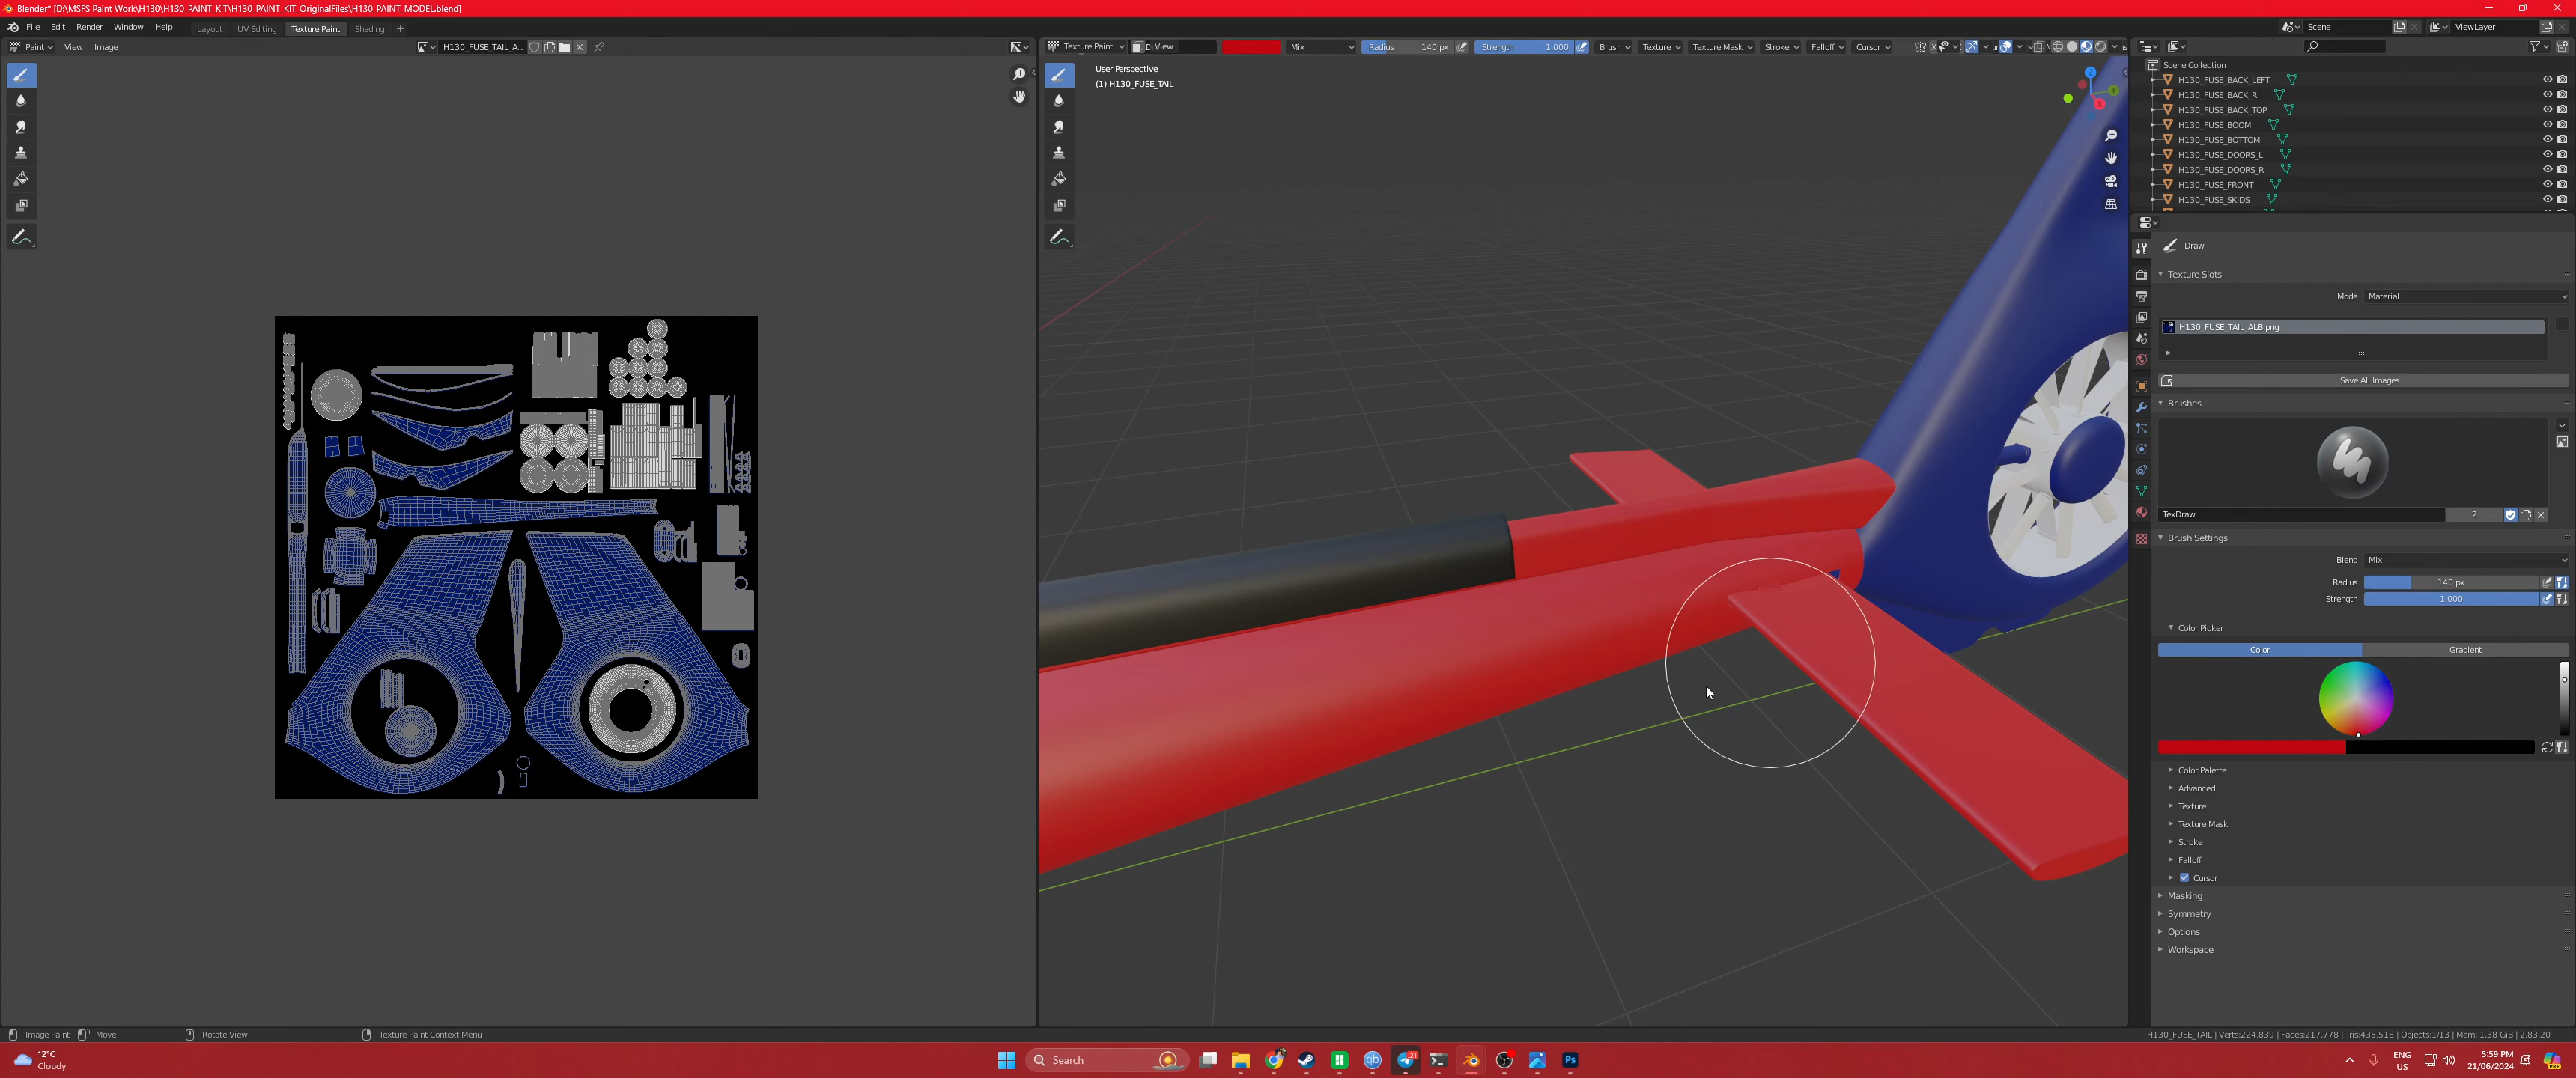 Blender* [D:\MSFS Paint Work\H130\H130_PAINT_KIT\H130_PAINT_KIT_OriginalFiles\H130_PAINT_MODEL.blend]
File Edit Render Window Help Layout UV Editing Texture Paint Shading + Scene ViewLayer
Paint View Image H130_FUSE_TAIL_A... Texture Paint View Mix Radius 140 px Strength 1.000 Brush Texture Texture Mask Stroke Falloff Cursor
User Perspective
(1) H130_FUSE_TAIL
Scene Collection
H130_FUSE_BACK_LEFT
H130_FUSE_BACK_R
H130_FUSE_BACK_TOP
H130_FUSE_BOOM
H130_FUSE_BOTTOM
H130_FUSE_DOORS_L
H130_FUSE_DOORS_R
H130_FUSE_FRONT
H130_FUSE_SKIDS
Draw
Texture Slots
Mode Material
H130_FUSE_TAIL_ALB.png
Save All Images
Brushes
TexDraw 2
Brush Settings
Blend Mix
Radius 140 px
Strength 1.000
Color Picker
Color Gradient
Color Palette
Advanced
Texture
Texture Mask
Stroke
Falloff
Cursor
Masking
Symmetry
Options
Workspace
Image Paint Move Rotate View Texture Paint Context Menu H130_FUSE_TAIL | Verts:224,839 | Faces:217,778 | Tris:435,518 | Objects:1/13 | Mem: 1.38 GiB | 2.83.20
12°C
Cloudy
Search
21
ENG
US
5:59 PM
21/06/2024